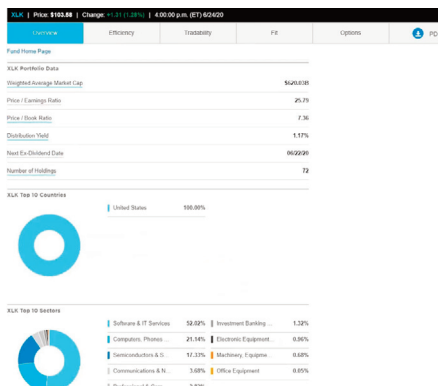 XLK | Price: $103.88 | Change: +1.31 (1.28%) | 4:00:00 p.m. (ET) 6/24/20
Overview Efficiency Tradability Fit Options PD
Fund Home Page
XLK Portfolio Data
Weighted Average Market Cap $620.83B
Price / Earnings Ratio 25.79
Price / Book Ratio 7.36
Distribution Yield 1.17%
Next Ex-Dividend Date 06/22/20
Number of Holdings 72
XLK Top 10 Countries
United States 100.00%
XLK Top 10 Sectors
Software & IT Services 52.02% Investment Banking ... 1.32%
Computers, Phones ... 21.14% Electronic Equipment... 0.96%
Semiconductors & S... 17.33% Machinery, Equipme... 0.68%
Communications & N... 3.68% Office Equipment 0.05%